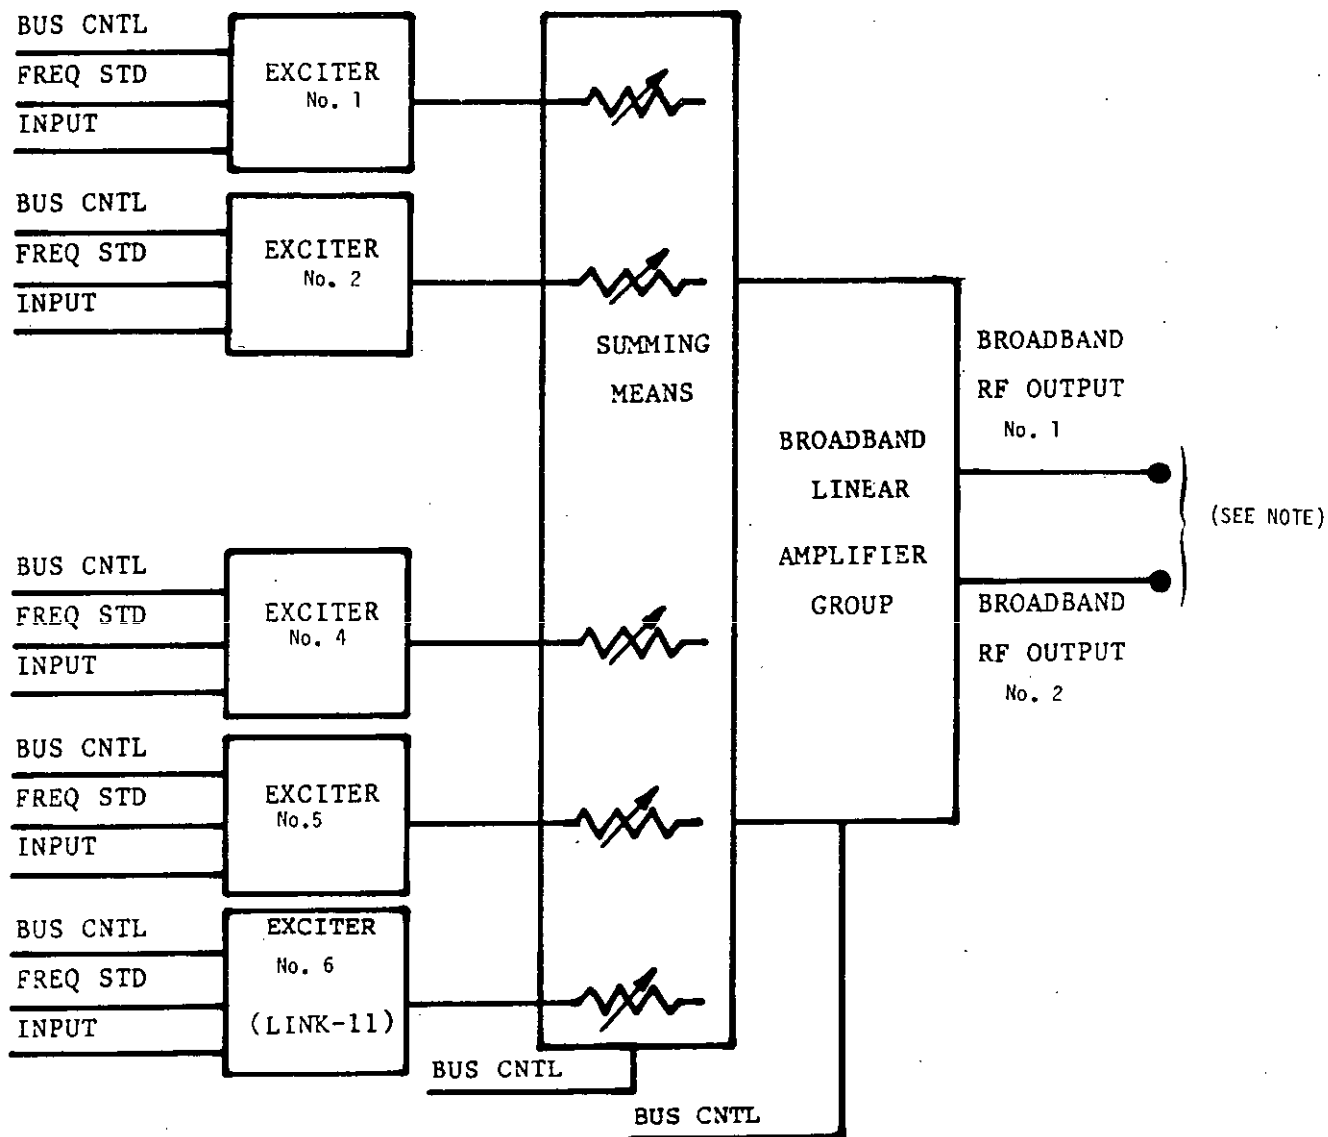 BUS CNTL
FREQ STD
INPUT
EXCITER
No. 1
BUS CNTL
FREQ STD
INPUT
EXCITER
No. 2
SUMMING
MEANS
BROADBAND
LINEAR
AMPLIFIER
GROUP
BROADBAND
RF OUTPUT
No. 1
(SEE NOTE)
BROADBAND
RF OUTPUT
No. 2
BUS CNTL
FREQ STD
INPUT
EXCITER
No. 4
BUS CNTL
FREQ STD
INPUT
EXCITER
No.5
BUS CNTL
FREQ STD
INPUT
EXCITER
No. 6
(LINK-11)
BUS CNTL
BUS CNTL